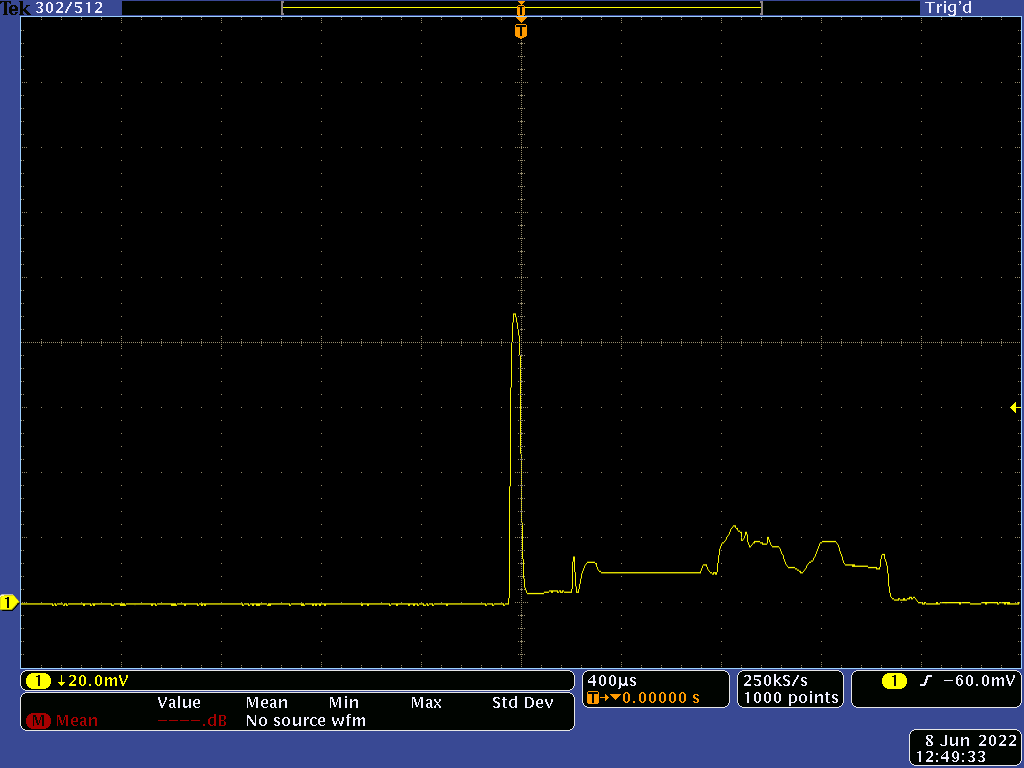 Tek 302/512 Trig'd
T
T
1
1 ↓20.0mV
400µs
T→▼0.00000 s
250kS/s
1000 points
1 ∫ −60.0mV
Value Mean Min Max Std Dev
M Mean ----.dB No source wfm
8 Jun 2022
12:49:33